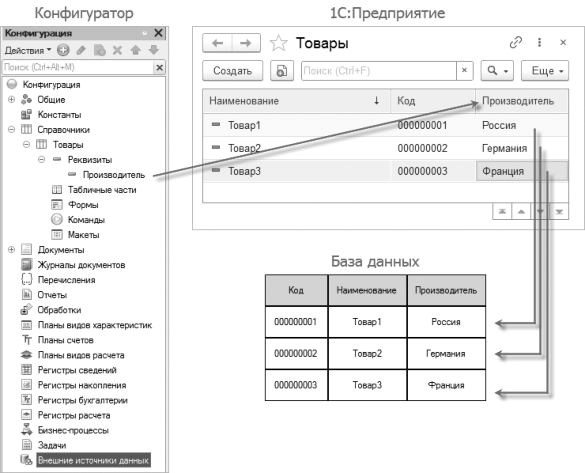 Конфигуратор
Конфигурация
Действия
Поиск (Ctrl+Alt+M)
Конфигурация
Общие
Константы
Справочники
Товары
Реквизиты
Производитель
Табличные части
Формы
Команды
Макеты
Документы
Журналы документов
Перечисления
Отчеты
Обработки
Планы видов характеристик
Планы счетов
Планы видов расчета
Регистры сведений
Регистры накопления
Регистры бухгалтерии
Регистры расчета
Бизнес-процессы
Задачи
Внешние источники данных
1С:Предприятие
Товары
Создать Поиск (Ctrl+F) Еще
Наименование Код Производитель
Товар1 000000001 Россия
Товар2 000000002 Германия
Товар3 000000003 Франция
База данных
Код Наименование Производитель
000000001 Товар1 Россия
000000002 Товар2 Германия
000000003 Товар3 Франция